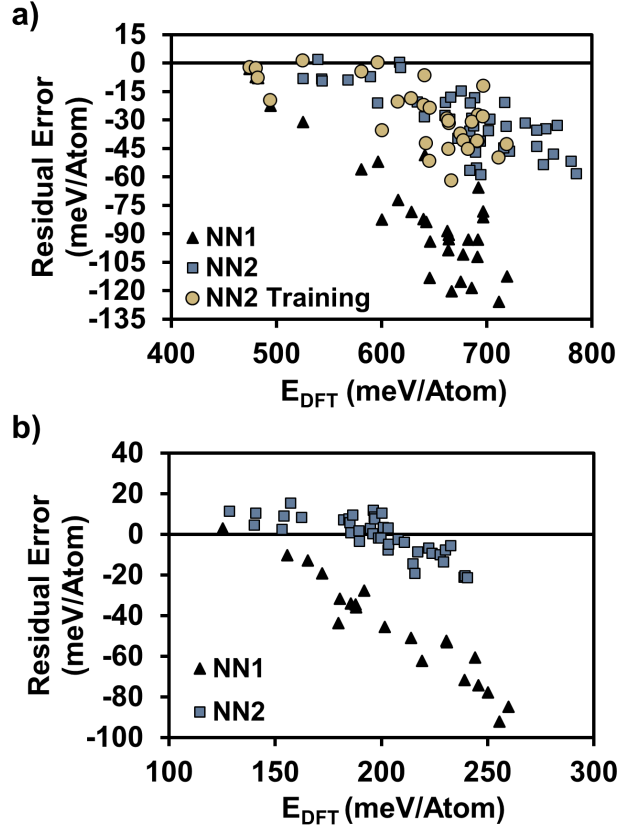 a)
15
0
-15
-30
-45
-60
-75
-90
-105
-120
-135
Residual Error
(meV/Atom)
NN1
NN2
NN2 Training
400 500 600 700 800
E_DFT (meV/Atom)
b)
40
20
0
-20
-40
-60
-80
-100
Residual Error
(meV/Atom)
NN1
NN2
100 150 200 250 300
E_DFT (meV/Atom)